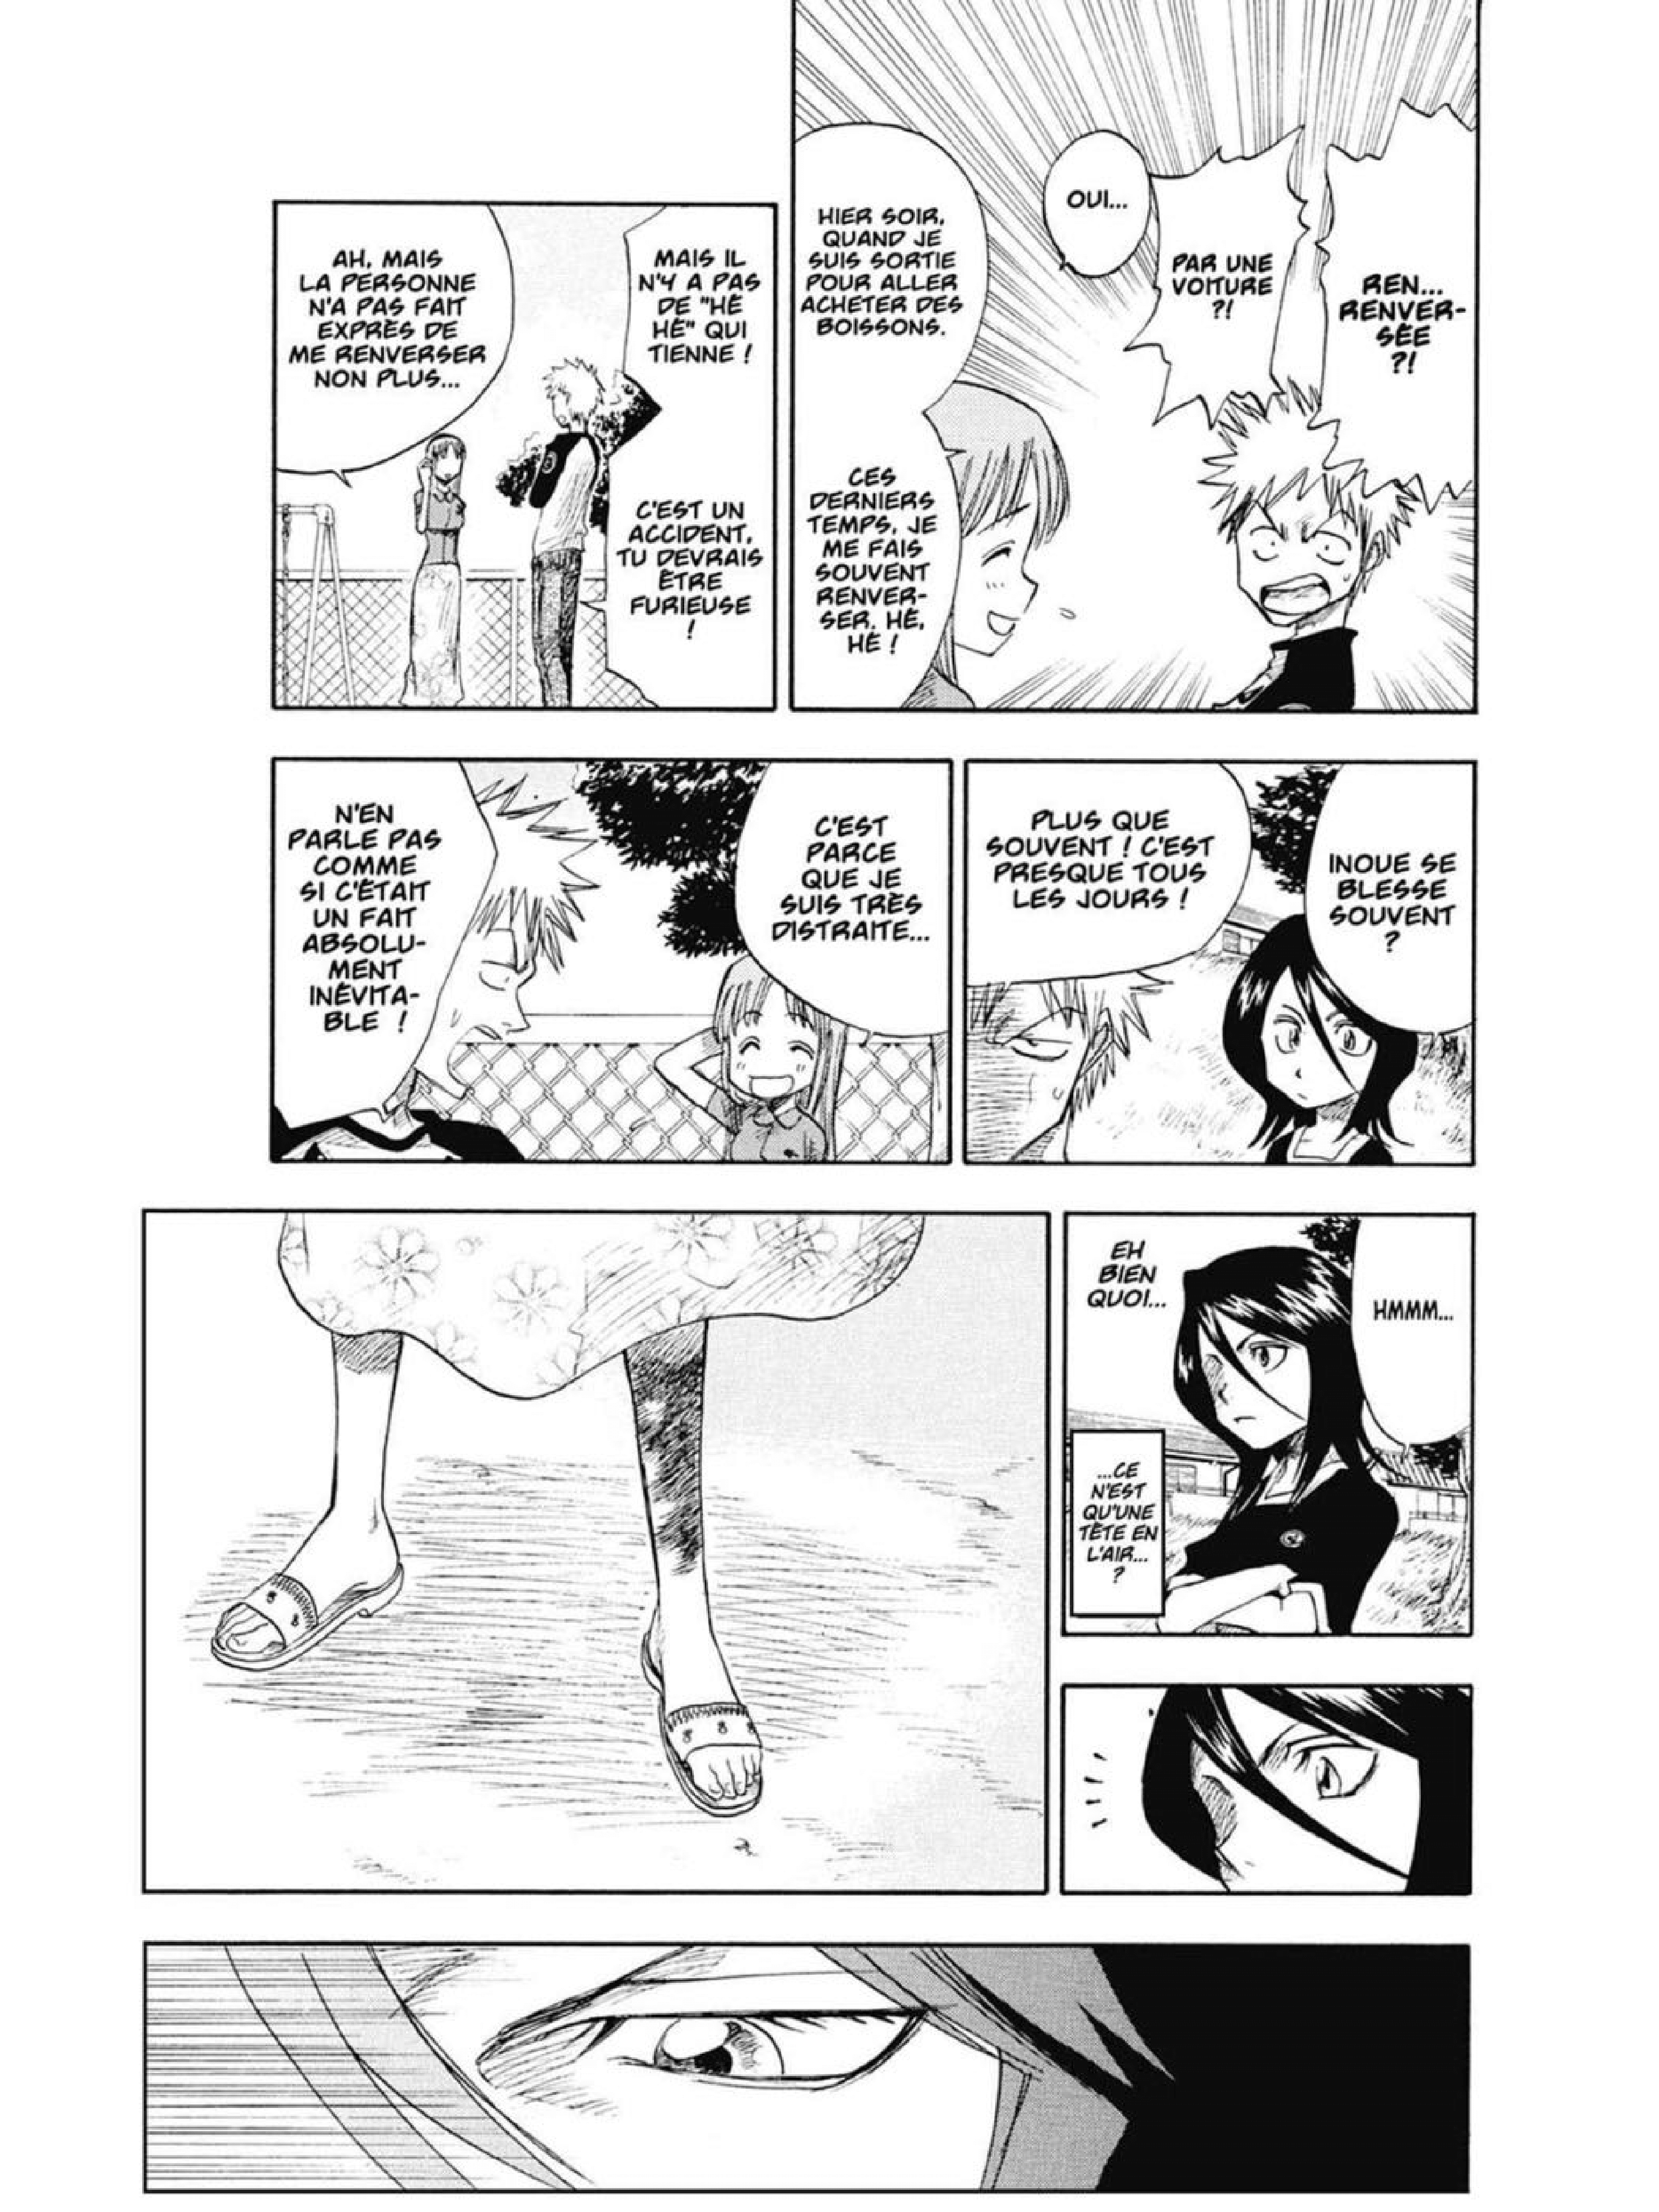 REN...
RENVER-
SÉE
?!
PAR UNE
VOITURE
?!
OUI...
HIER SOIR,
QUAND JE
SUIS SORTIE
POUR ALLER
ACHETER DES
BOISSONS.
CES
DERNIERS
TEMPS, JE
ME FAIS
SOUVENT
RENVER-
SER. HÉ,
HÉ !
MAIS IL
N'Y A PAS
DE "HÉ
HÉ" QUI
TIENNE !
C'EST UN
ACCIDENT,
TU DEVRAIS
ÊTRE
FURIEUSE
!
AH, MAIS
LA PERSONNE
N'A PAS FAIT
EXPRÈS DE
ME RENVERSER
NON PLUS...
INOUE SE
BLESSE
SOUVENT
?
PLUS QUE
SOUVENT ! C'EST
PRESQUE TOUS
LES JOURS !
C'EST
PARCE
QUE JE
SUIS TRÈS
DISTRAITE...
N'EN
PARLE PAS
COMME
SI C'ÉTAIT
UN FAIT
ABSOLU-
MENT
INÉVITA-
BLE !
HMMM...
EH
BIEN
QUOI...
...CE
N'EST
QU'UNE
TÊTE EN
L'AIR...
?